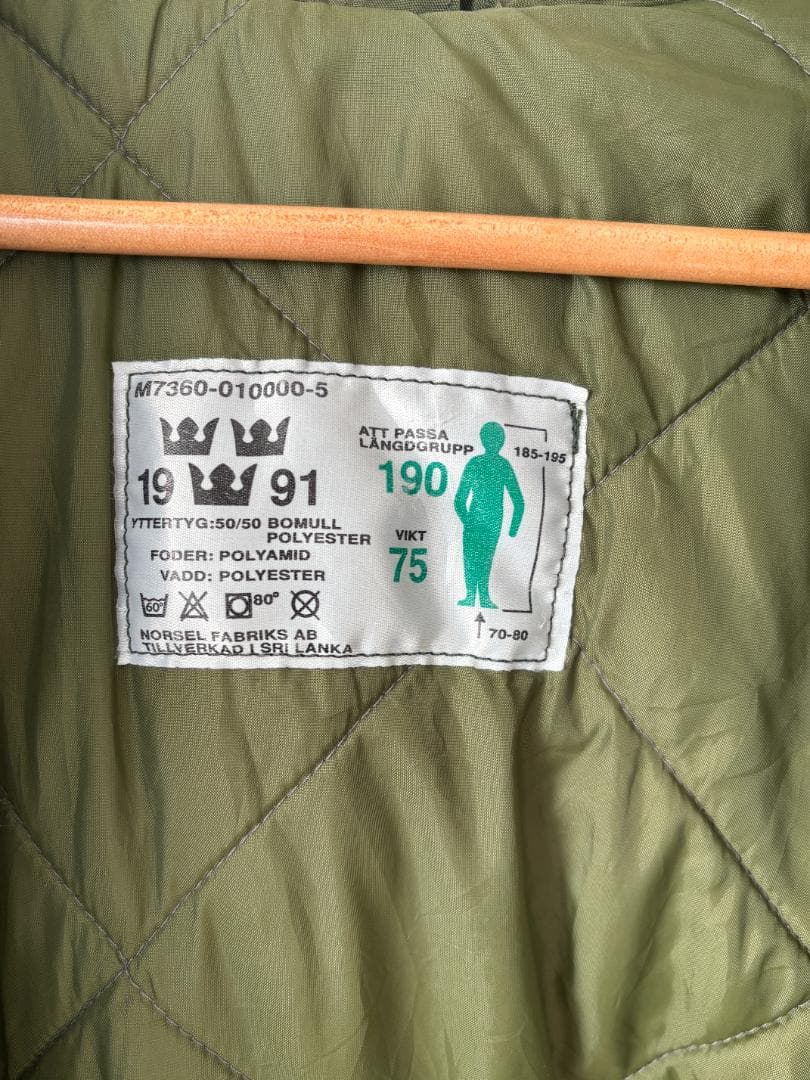 M7360-010000-5
19 91
YTTERTYG:50/50 BOMULL
POLYESTER
FODER: POLYAMID
VADD: POLYESTER
60° 80°
NORSEL FABRIKS AB
TILLVERKAD I SRI LANKA
ATT PASSA
LÄNGDGRUPP
190
VIKT
75
185-195
70-80